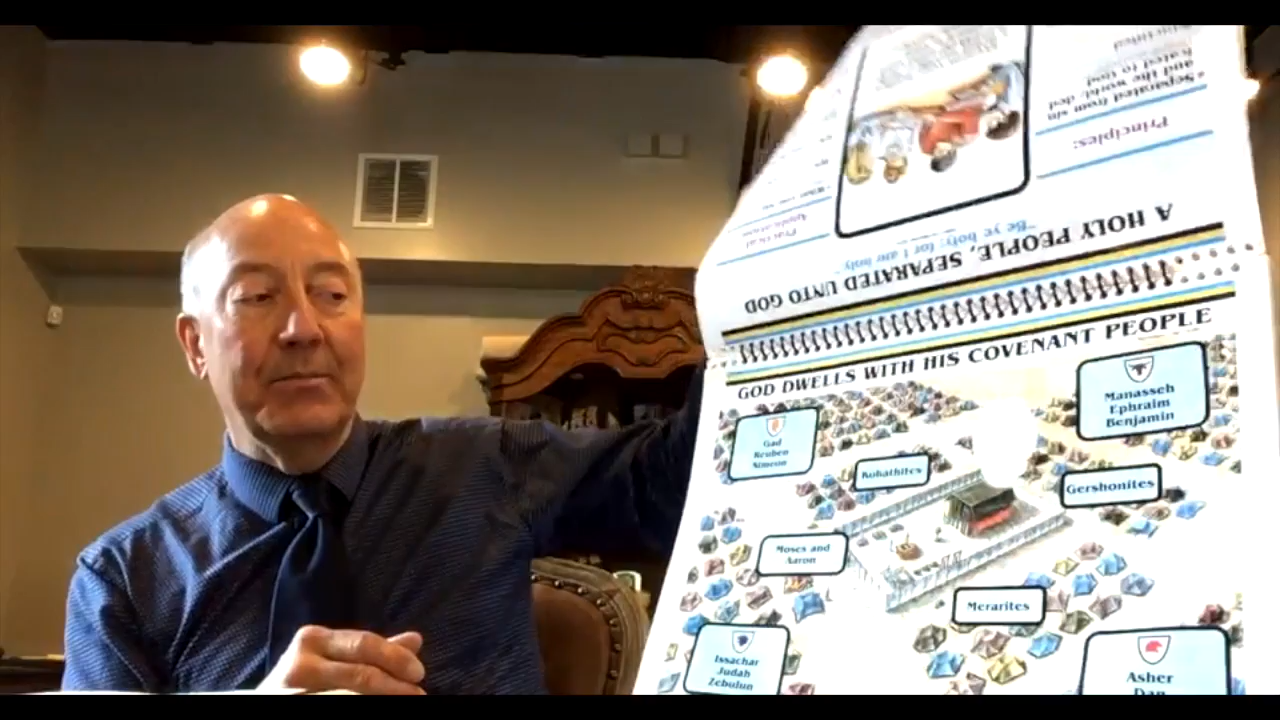 *Separated from sin
and the world; ded
icated to God
Principles:
Practical
Application
A HOLY PEOPLE, SEPARATED UNTO GOD
"Be ye holy; for I am holy"
GOD DWELLS WITH HIS COVENANT PEOPLE
Manasseh
Ephraim
Benjamin
Gad
Reuben
Simeon
Kohathites
Gershonites
Moses and
Aaron
Merarites
Issachar
Judah
Zebulun
Asher
Dan